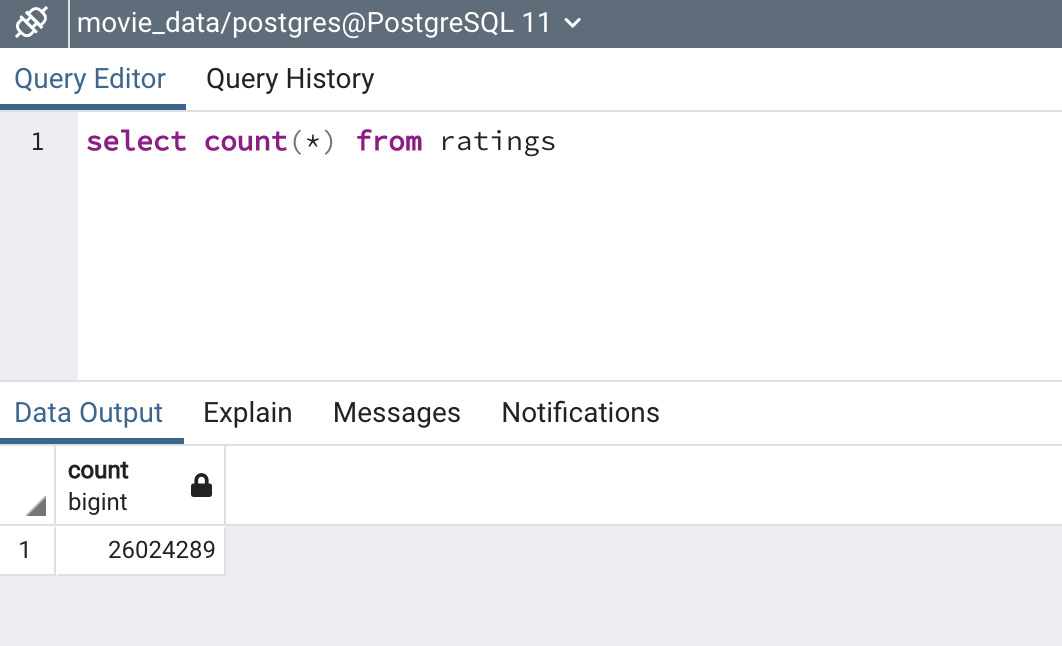 movie_data/postgres@PostgreSQL 11
Query Editor Query History
1 select count(*) from ratings
Data Output Explain Messages Notifications
count
bigint
1 26024289